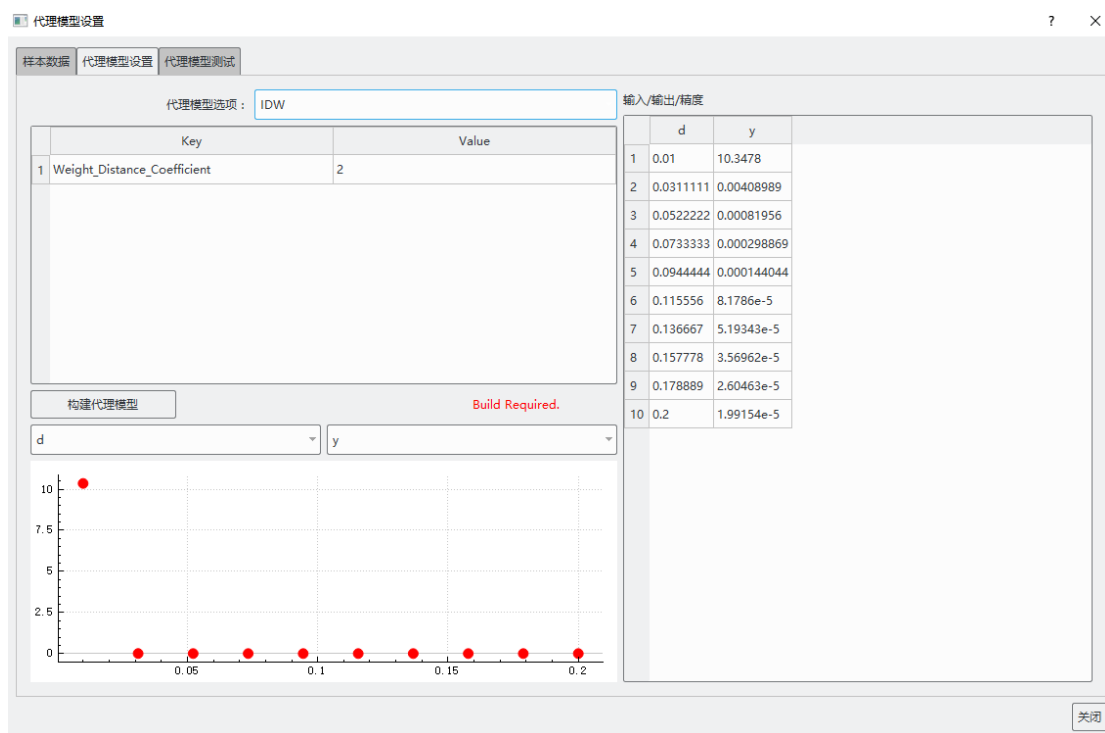 代理模型设置
? ×
样本数据 代理模型设置 代理模型测试
代理模型选项： IDW
Key Value
1 Weight_Distance_Coefficient 2
构建代理模型 Build Required.
d y
10
7.5
5
2.5
0
0.05 0.1 0.15 0.2
输入/输出/精度
d y
1 0.01 10.3478
2 0.0311111 0.00408989
3 0.0522222 0.00081956
4 0.0733333 0.000298869
5 0.0944444 0.000144044
6 0.115556 8.1786e-5
7 0.136667 5.19343e-5
8 0.157778 3.56962e-5
9 0.178889 2.60463e-5
10 0.2 1.99154e-5
关闭